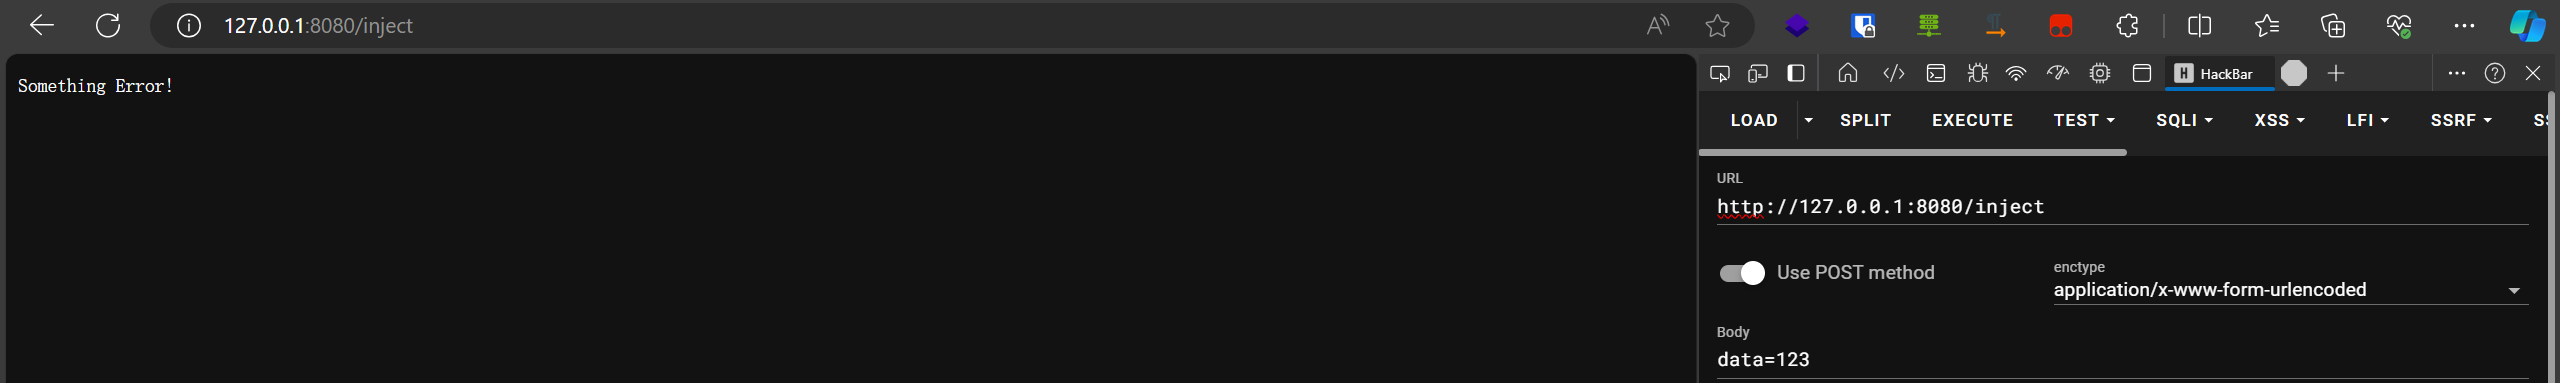 127.0.0.1:8080/inject
Something Error!
HackBar
LOAD SPLIT EXECUTE TEST SQLI XSS LFI SSRF
URL
http://127.0.0.1:8080/inject
Use POST method
enctype
application/x-www-form-urlencoded
Body
data=123